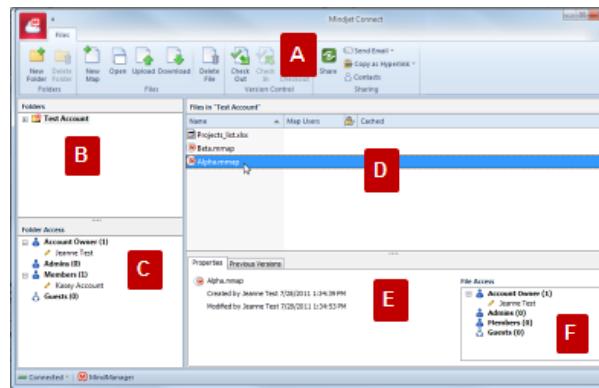 Mindjet Connect
Files
New Folder Delete Folder New Map Open Upload Download Delete File Check Out Check In Checkout Share Send Email
Copy as Hyperlink
Contacts
Folders Files Version Control Sharing
A
Folders
Test Account
B
Files in "Test Account"
Name Map Users Cached
Projects_list.xlsx
Beta.mmap
Alpha.mmap
D
Folder Access
Account Owner (1)
Jeanne Test
Admins (0)
Members (1)
Kasey Account
Guests (0)
C
Properties Previous Versions
Alpha.mmap
Created by Jeanne Test 7/28/2011 1:34:39 PM
Modified by Jeanne Test 7/28/2011 1:34:53 PM
E
File Access
Account Owner (1)
Jeanne Test
Admins (0)
Members (0)
Guests (0)
F
Connected MindManager